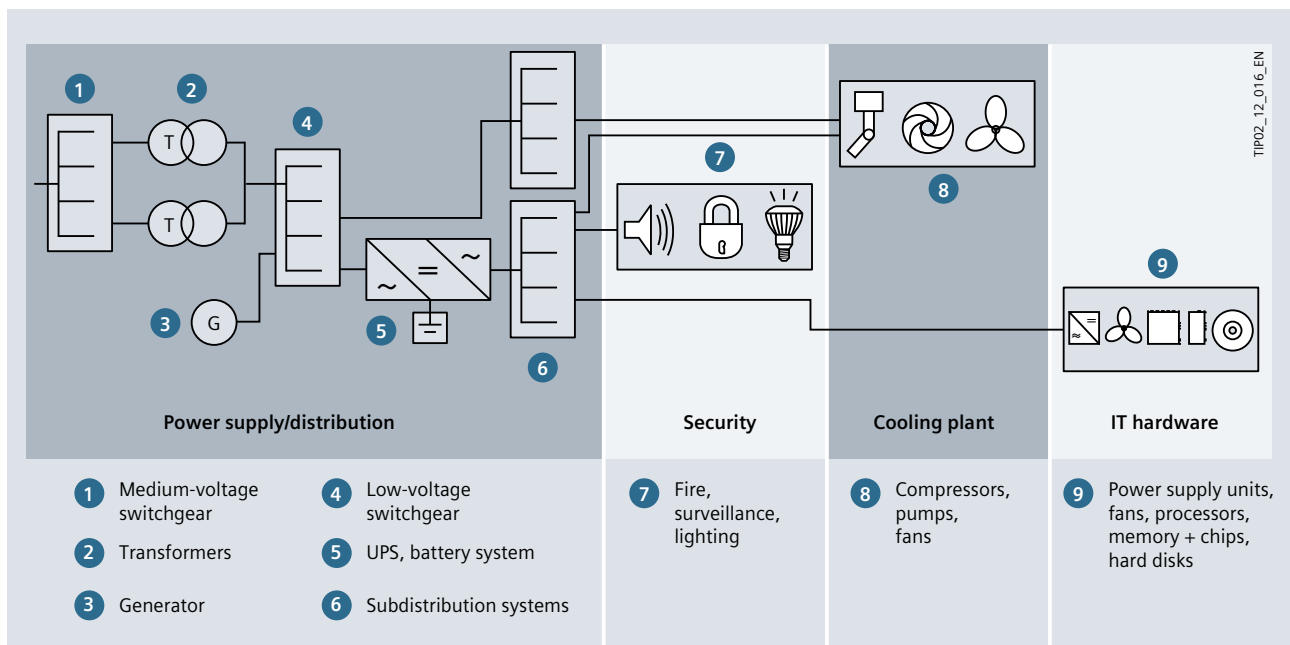 TIP02_12_016_EN
1
2
4
T
T
7
8
3
G
5
6
9
Power supply/distribution
Security
Cooling plant
IT hardware
1 Medium-voltage
switchgear
2 Transformers
3 Generator
4 Low-voltage
switchgear
5 UPS, battery system
6 Subdistribution systems
7 Fire,
surveillance,
lighting
8 Compressors,
pumps,
fans
9 Power supply units,
fans, processors,
memory + chips,
hard disks